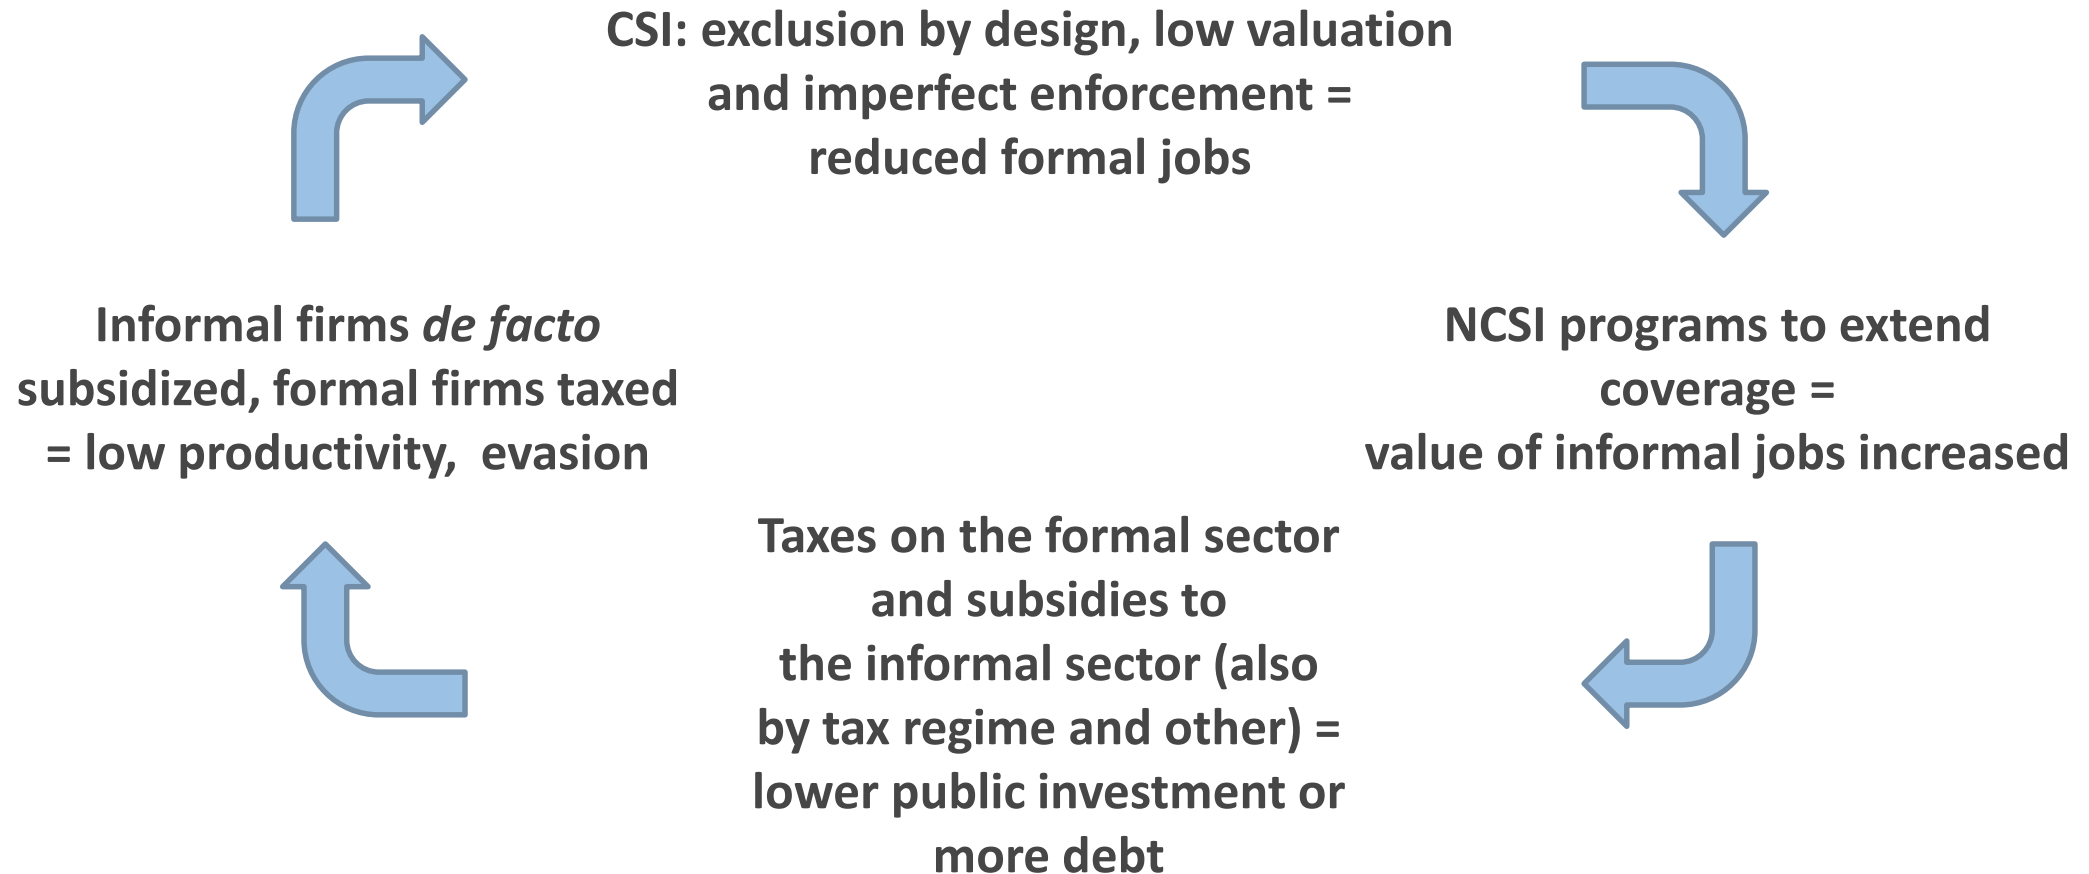 CSI: exclusion by design, low valuation
and imperfect enforcement =
reduced formal jobs
Informal firms de facto
subsidized, formal firms taxed
= low productivity,  evasion
NCSI programs to extend
coverage =
value of informal jobs increased
Taxes on the formal sector
and subsidies to
the informal sector (also
by tax regime and other) =
lower public investment or
more debt